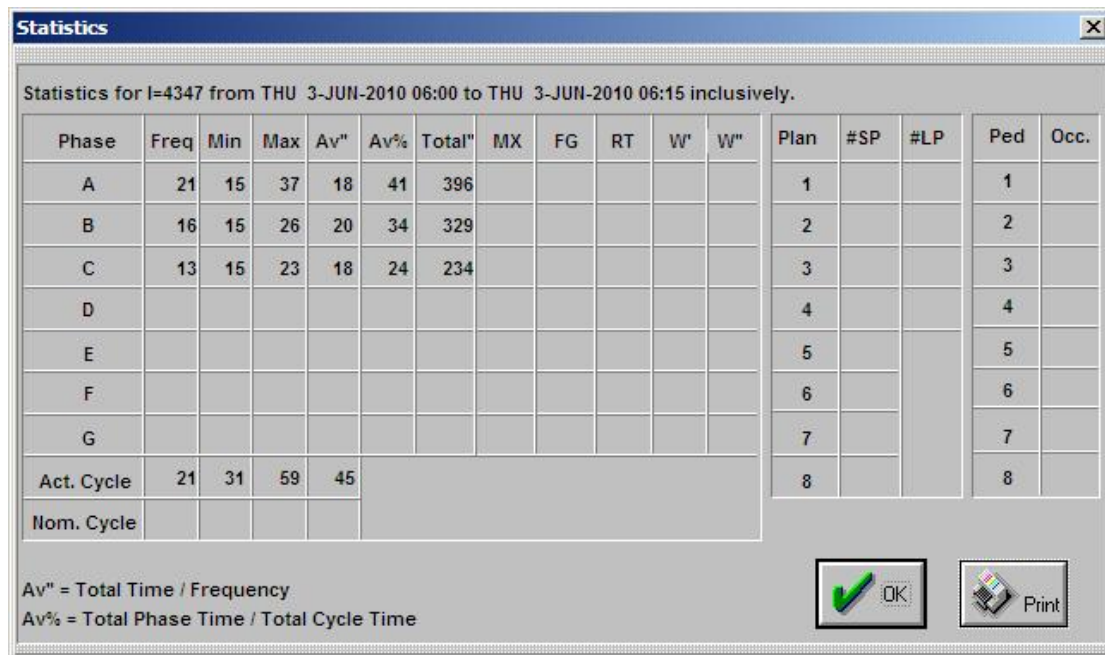 Statistics
Statistics for I=4347 from THU 3-JUN-2010 06:00 to THU 3-JUN-2010 06:15 inclusively.
Phase Freq Min Max Av" Av% Total" MX FG RT W' W" Plan #SP #LP Ped Occ.
A 21 15 37 18 41 396 1 1
B 16 15 26 20 34 329 2 2
C 13 15 23 18 24 234 3 3
D 4 4
E 5 5
F 6 6
G 7 7
Act. Cycle 21 31 59 45 8 8
Nom. Cycle
Av" = Total Time / Frequency
Av% = Total Phase Time / Total Cycle Time
OK
Print